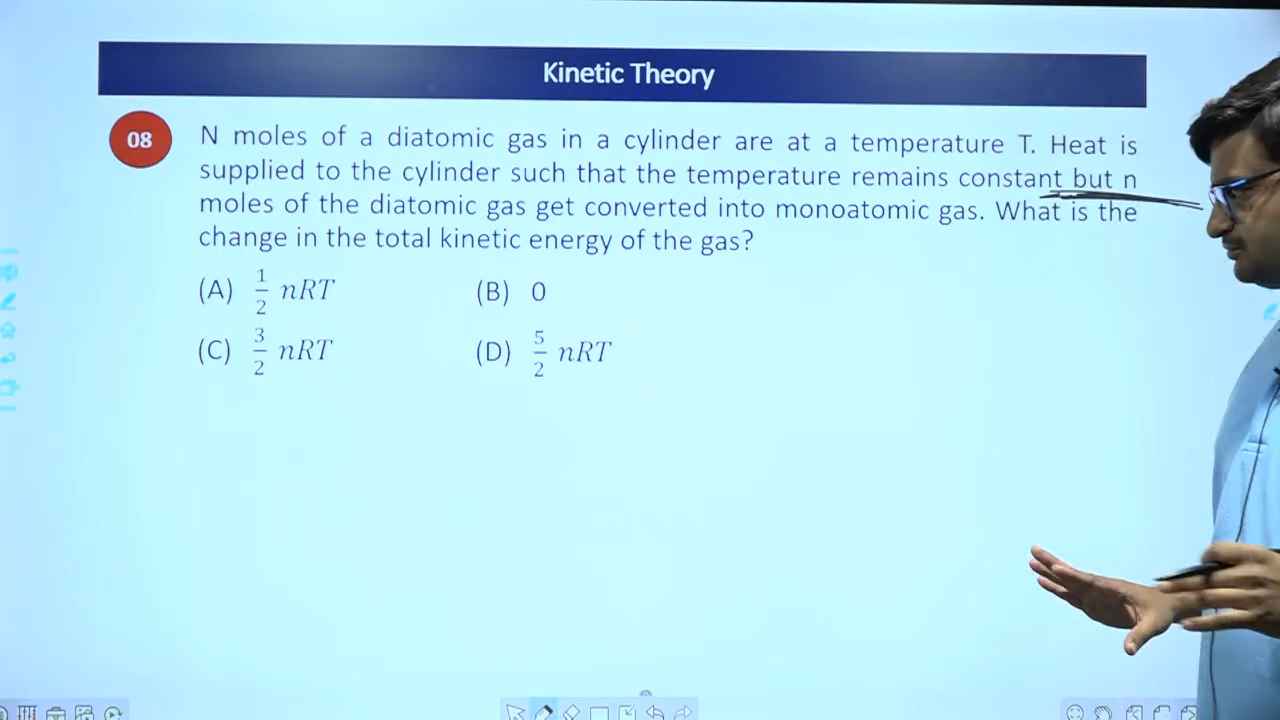 Kinetic Theory
08
N moles of a diatomic gas in a cylinder are at a temperature T. Heat is
supplied to the cylinder such that the temperature remains constant but n
moles of the diatomic gas get converted into monoatomic gas. What is the
change in the total kinetic energy of the gas?
(A) 1/2 nRT (B) 0
(C) 3/2 nRT (D) 5/2 nRT